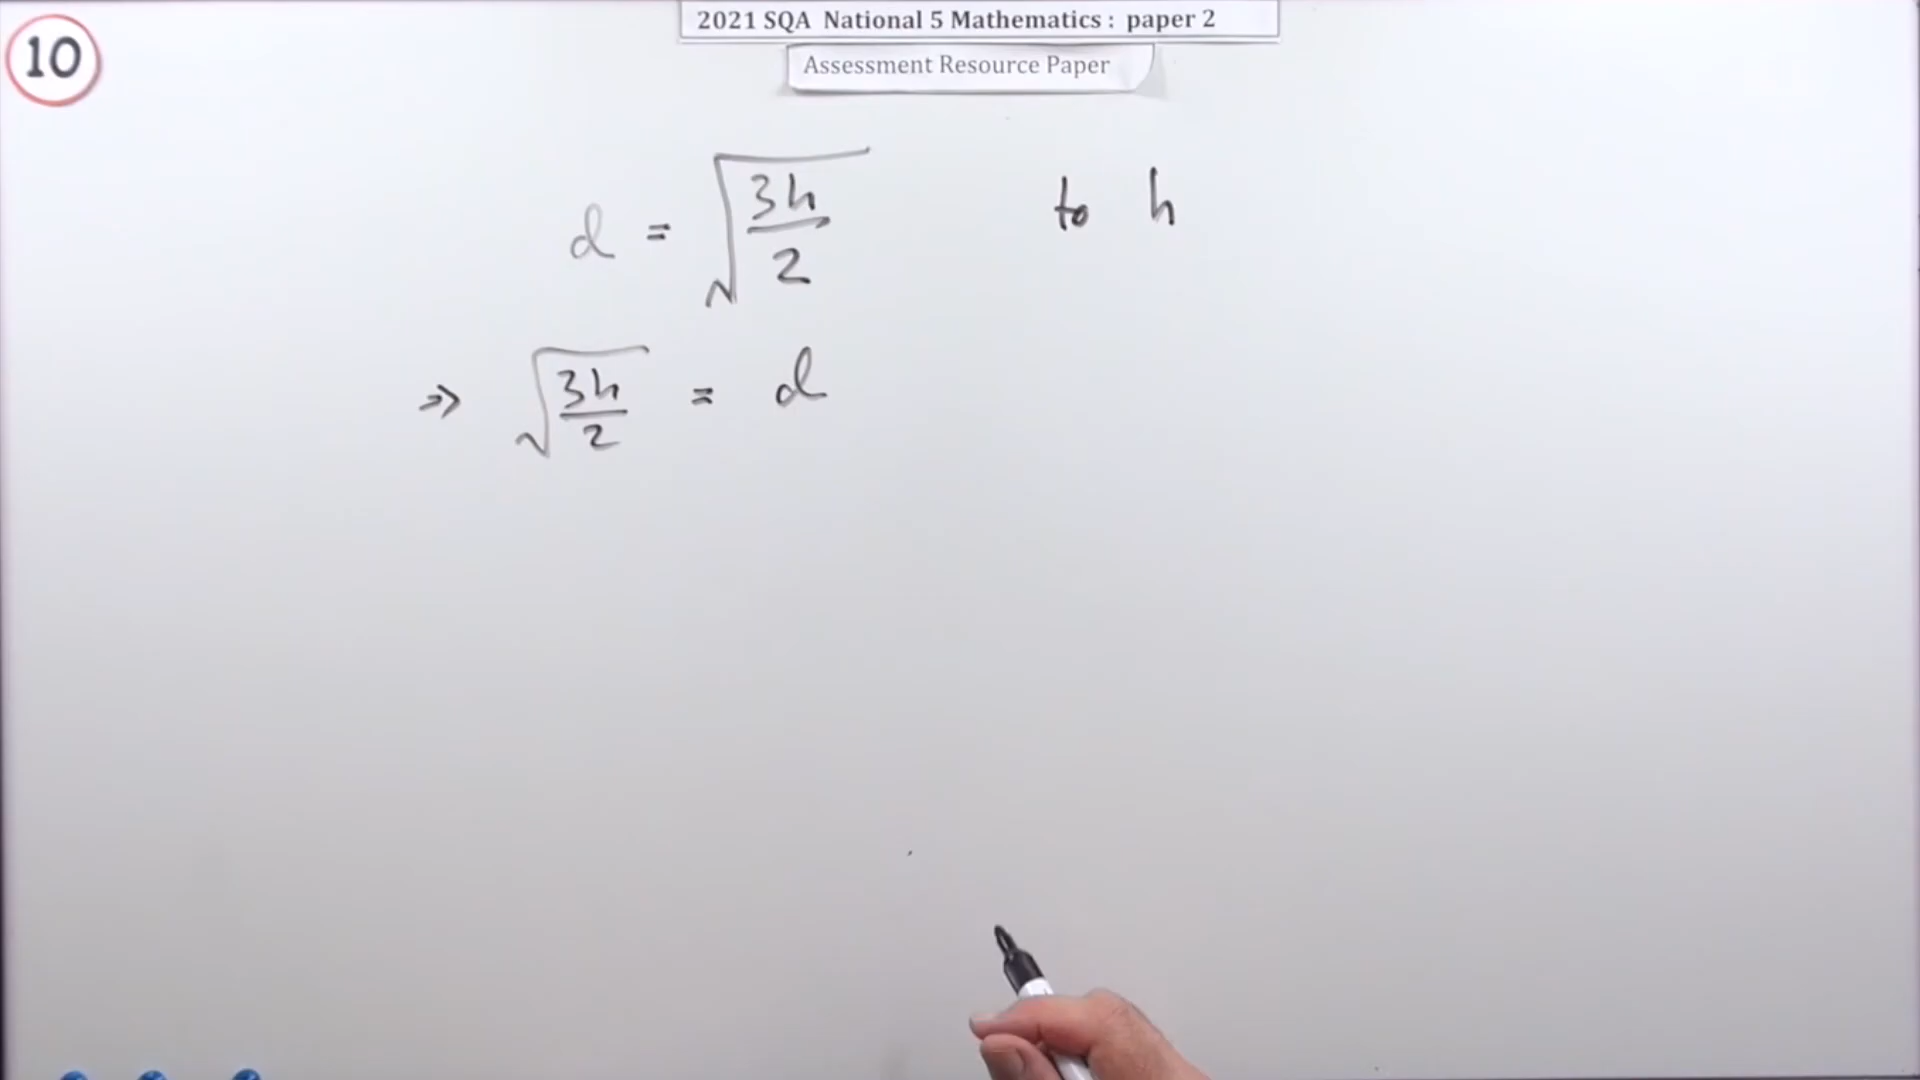 10
2021 SQA National 5 Mathematics : paper 2
Assessment Resource Paper
d = √(3h/2) to h
⇒ √(3h/2) = d